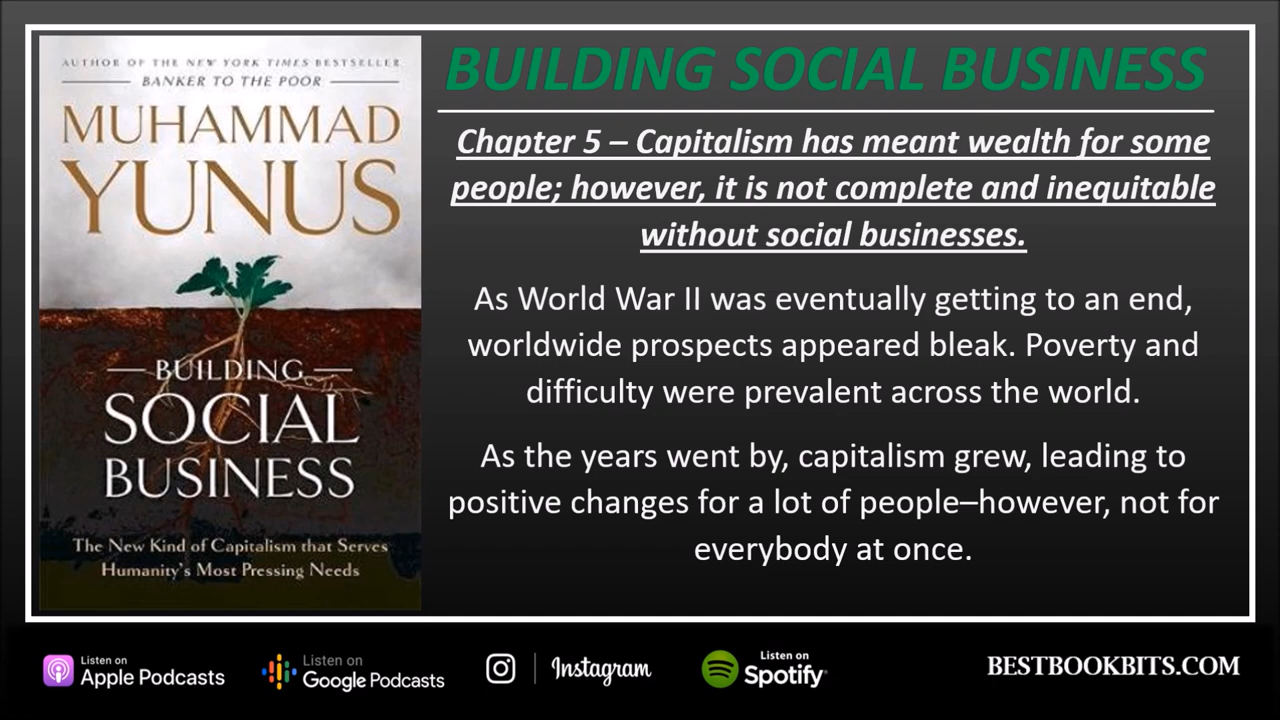 AUTHOR OF THE NEW YORK TIMES BESTSELLER
BANKER TO THE POOR
MUHAMMAD
YUNUS
BUILDING
SOCIAL
BUSINESS
The New Kind of Capitalism that Serves
Humanity's Most Pressing Needs
BUILDING SOCIAL BUSINESS
Chapter 5 – Capitalism has meant wealth for some
people; however, it is not complete and inequitable
without social businesses.
As World War II was eventually getting to an end,
worldwide prospects appeared bleak. Poverty and
difficulty were prevalent across the world.
As the years went by, capitalism grew, leading to
positive changes for a lot of people–however, not for
everybody at once.
Listen on
Apple Podcasts
Listen on
Google Podcasts
Instagram
Listen on
Spotify
BESTBOOKBITS.COM